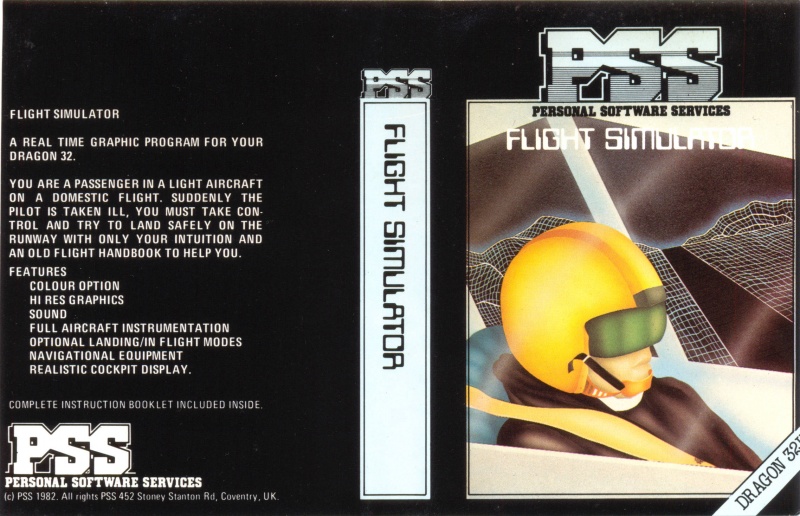 FLIGHT SIMULATOR
A REAL TIME GRAPHIC PROGRAM FOR YOUR
DRAGON 32.
YOU ARE A PASSENGER IN A LIGHT AIRCRAFT
ON A DOMESTIC FLIGHT. SUDDENLY THE
PILOT IS TAKEN ILL, YOU MUST TAKE CON-
TROL AND TRY TO LAND SAFELY ON THE
RUNWAY WITH ONLY YOUR INTUITION AND
AN OLD FLIGHT HANDBOOK TO HELP YOU.
FEATURES
COLOUR OPTION
HI RES GRAPHICS
SOUND
FULL AIRCRAFT INSTRUMENTATION
OPTIONAL LANDING/IN FLIGHT MODES
NAVIGATIONAL EQUIPMENT
REALISTIC COCKPIT DISPLAY.
COMPLETE INSTRUCTION BOOKLET INCLUDED INSIDE.
PSS
PERSONAL SOFTWARE SERVICES
(c) PSS 1982. All rights PSS 452 Stoney Stanton Rd, Coventry, UK.
PSS
FLIGHT SIMULATOR
PSS
PERSONAL SOFTWARE SERVICES
FLIGHT SIMULATOR
DRAGON 32K